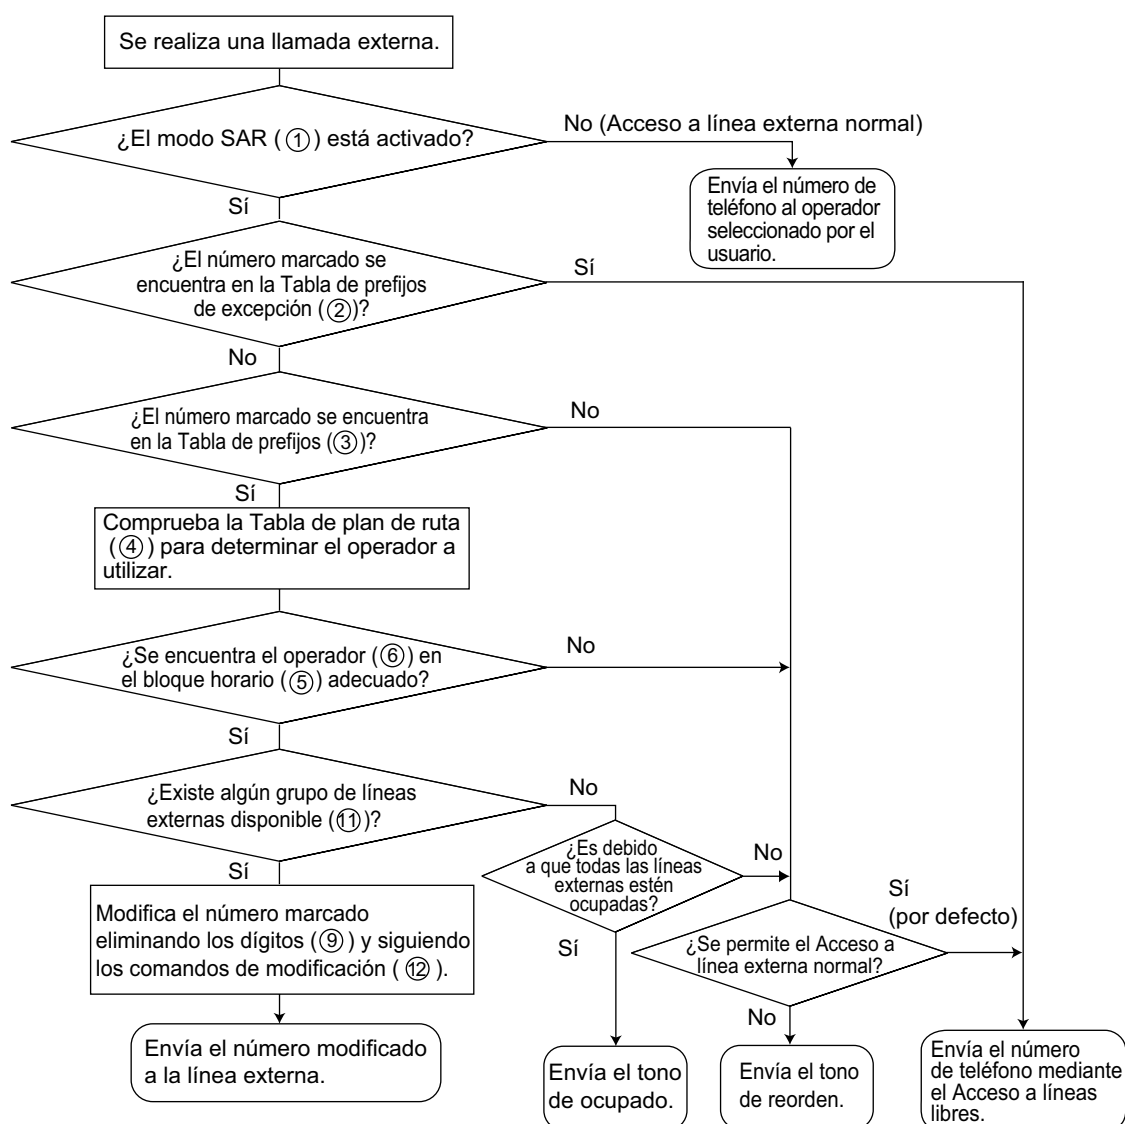 Se realiza una llamada externa.
¿El modo SAR (①) está activado?
No (Acceso a línea externa normal)
Envía el número de
teléfono al operador
seleccionado por el
usuario.
Sí
¿El número marcado se
encuentra en la Tabla de prefijos
de excepción (②)?
Sí
No
¿El número marcado se encuentra
en la Tabla de prefijos (③)?
No
Sí
Comprueba la Tabla de plan de ruta
(④) para determinar el operador a
utilizar.
¿Se encuentra el operador (⑥) en
el bloque horario (⑤) adecuado?
No
Sí
¿Existe algún grupo de líneas
externas disponible (⑪)?
No
¿Es debido
a que todas las líneas
externas estén
ocupadas?
No
Sí
Sí
(por defecto)
Sí
Modifica el número marcado
eliminando los dígitos (⑨) y siguiendo
los comandos de modificación (⑫).
¿Se permite el Acceso a
línea externa normal?
No
Envía el número modificado
a la línea externa.
Envía el tono
de ocupado.
Envía el tono
de reorden.
Envía el número
de teléfono mediante
el Acceso a líneas
libres.